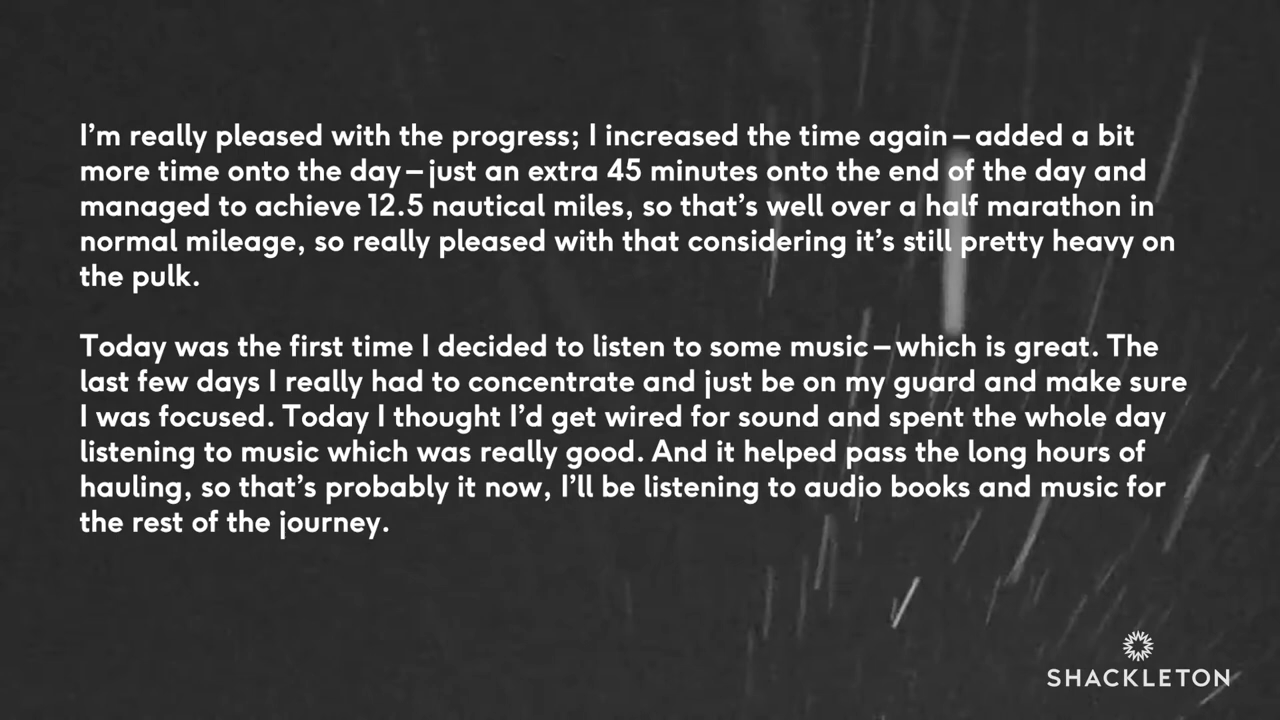 I’m really pleased with the progress; I increased the time again – added a bit
more time onto the day – just an extra 45 minutes onto the end of the day and
managed to achieve 12.5 nautical miles, so that’s well over a half marathon in
normal mileage, so really pleased with that considering it’s still pretty heavy on
the pulk.
Today was the first time I decided to listen to some music – which is great. The
last few days I really had to concentrate and just be on my guard and make sure
I was focused. Today I thought I’d get wired for sound and spent the whole day
listening to music which was really good. And it helped pass the long hours of
hauling, so that’s probably it now, I’ll be listening to audio books and music for
the rest of the journey.
SHACKLETON